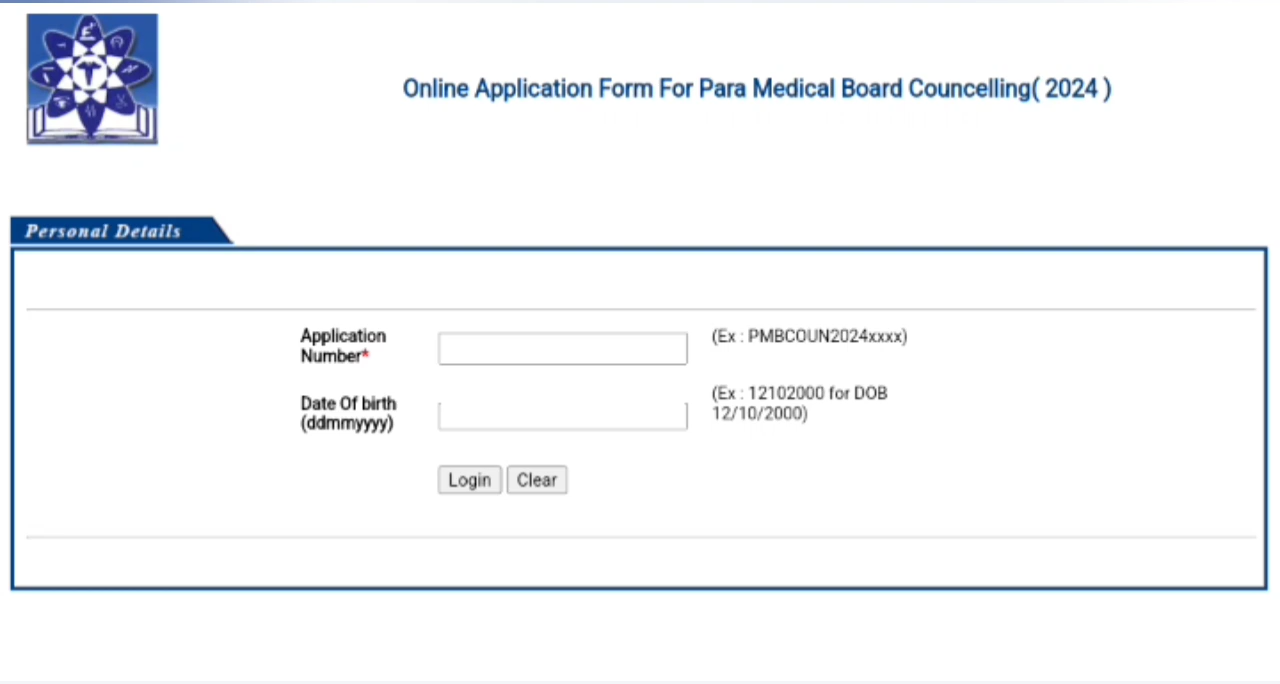 Online Application Form For Para Medical Board Councelling( 2024 )
Personal Details
Application
Number*
(Ex : PMBCOUN2024xxxx)
Date Of birth
(ddmmyyyy)
(Ex : 12102000 for DOB
12/10/2000)
Login
Clear